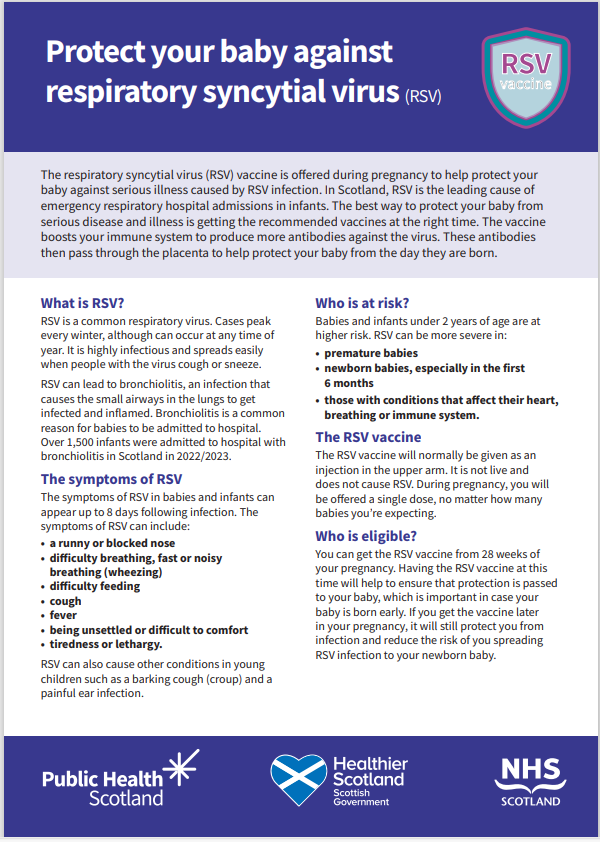 Protect your baby against
respiratory syncytial virus (RSV)
RSV
vaccine
The respiratory syncytial virus (RSV) vaccine is offered during pregnancy to help protect your
baby against serious illness caused by RSV infection. In Scotland, RSV is the leading cause of
emergency respiratory hospital admissions in infants. The best way to protect your baby from
serious disease and illness is getting the recommended vaccines at the right time. The vaccine
boosts your immune system to produce more antibodies against the virus. These antibodies
then pass through the placenta to help protect your baby from the day they are born.
What is RSV?
RSV is a common respiratory virus. Cases peak
every winter, although can occur at any time of
year. It is highly infectious and spreads easily
when people with the virus cough or sneeze.
RSV can lead to bronchiolitis, an infection that
causes the small airways in the lungs to get
infected and inflamed. Bronchiolitis is a common
reason for babies to be admitted to hospital.
Over 1,500 infants were admitted to hospital with
bronchiolitis in Scotland in 2022/2023.
The symptoms of RSV
The symptoms of RSV in babies and infants can
appear up to 8 days following infection. The
symptoms of RSV can include:
• a runny or blocked nose
• difficulty breathing, fast or noisy
breathing (wheezing)
• difficulty feeding
• cough
• fever
• being unsettled or difficult to comfort
• tiredness or lethargy.
RSV can also cause other conditions in young
children such as a barking cough (croup) and a
painful ear infection.
Who is at risk?
Babies and infants under 2 years of age are at
higher risk. RSV can be more severe in:
• premature babies
• newborn babies, especially in the first
6 months
• those with conditions that affect their heart,
breathing or immune system.
The RSV vaccine
The RSV vaccine will normally be given as an
injection in the upper arm. It is not live and
does not cause RSV. During pregnancy, you will
be offered a single dose, no matter how many
babies you're expecting.
Who is eligible?
You can get the RSV vaccine from 28 weeks of
your pregnancy. Having the RSV vaccine at this
time will help to ensure that protection is passed
to your baby, which is important in case your
baby is born early. If you get the vaccine later
in your pregnancy, it will still protect you from
infection and reduce the risk of you spreading
RSV infection to your newborn baby.
Public Health
Scotland
Healthier
Scotland
Scottish
Government
NHS
SCOTLAND